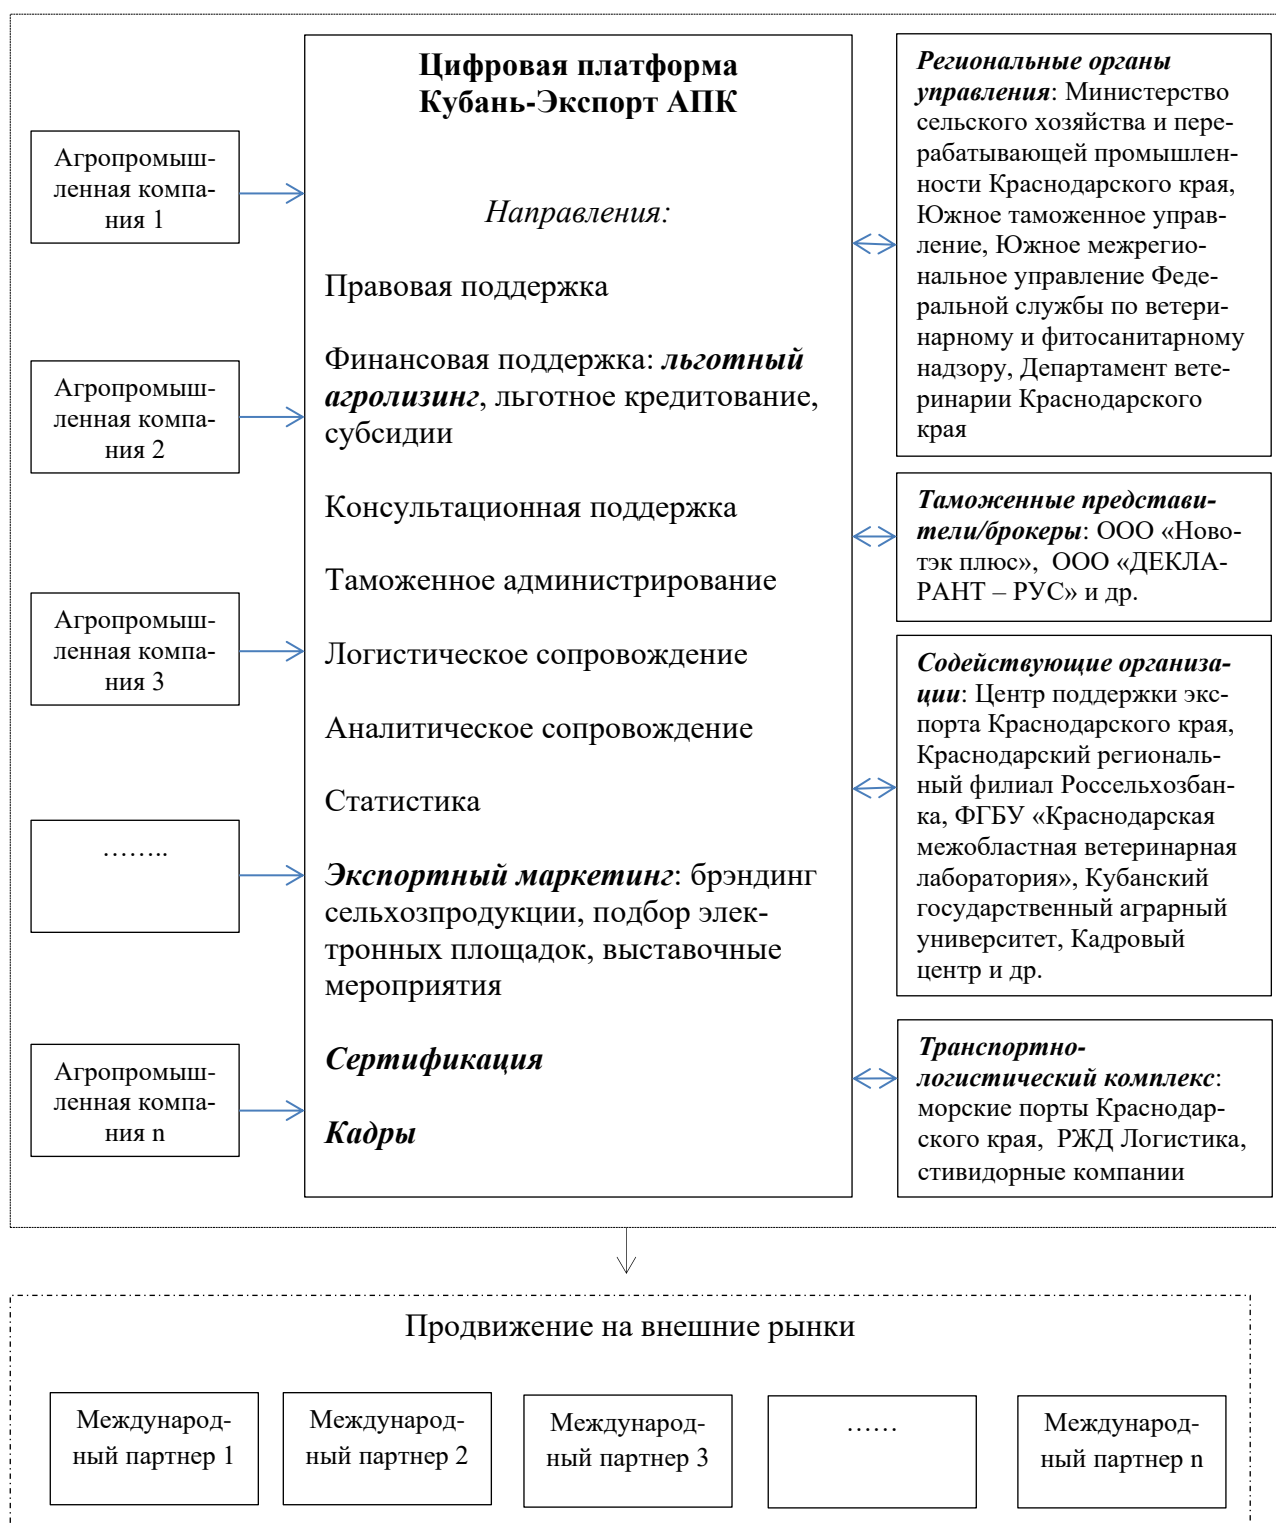 Цифровая платформа
Кубань-Экспорт АПК
Направления:
Правовая поддержка
Финансовая поддержка: льготный
агролизинг, льготное кредитование,
субсидии
Консультационная поддержка
Таможенное администрирование
Логистическое сопровождение
Аналитическое сопровождение
Статистика
Экспортный маркетинг: брэндинг
сельхозпродукции, подбор элек-
тронных площадок, выставочные
мероприятия
Сертификация
Кадры
Агропромыш-
ленная компа-
ния 1
Агропромыш-
ленная компа-
ния 2
Агропромыш-
ленная компа-
ния 3
……..
Агропромыш-
ленная компа-
ния n
Региональные органы
управления: Министерство
сельского хозяйства и пере-
рабатывающей промышлен-
ности Краснодарского края,
Южное таможенное управ-
ление, Южное межрегио-
нальное управление Феде-
ральной службы по ветери-
нарному и фитосанитарному
надзору, Департамент вете-
ринарии Краснодарского
края
Таможенные представи-
тели/брокеры: ООО «Ново-
тэк плюс», ООО «ДЕКЛА-
РАНТ – РУС» и др.
Содействующие организа-
ции: Центр поддержки экс-
порта Краснодарского края,
Краснодарский региональ-
ный филиал Россельхозбан-
ка, ФГБУ «Краснодарская
межобластная ветеринарная
лаборатория», Кубанский
государственный аграрный
университет, Кадровый
центр и др.
Транспортно-
логистический комплекс:
морские порты Краснодар-
ского края, РЖД Логистика,
стивидорные компании
Продвижение на внешние рынки
Международ-
ный партнер 1
Международ-
ный партнер 2
Международ-
ный партнер 3
……
Международ-
ный партнер n